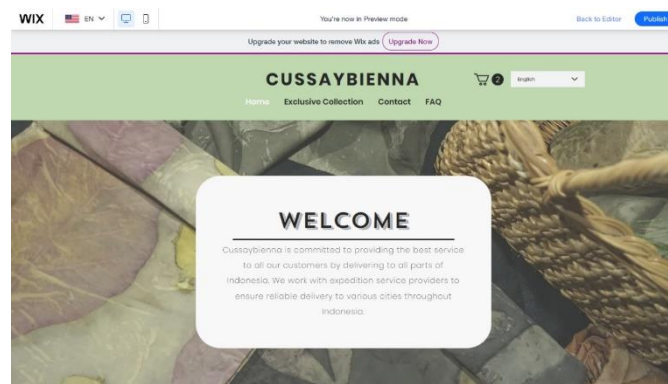 WIX EN You're now in Preview mode Back to Editor Publish
Upgrade your website to remove Wix ads Upgrade Now
CUSSAYBIENNA 2 English
Home Exclusive Collection Contact FAQ
WELCOME
Cussaybienna is committed to providing the best service
to all our customers by delivering to all parts of
Indonesia. We work with expedition service providers to
ensure reliable delivery to various cities throughout
Indonesia.